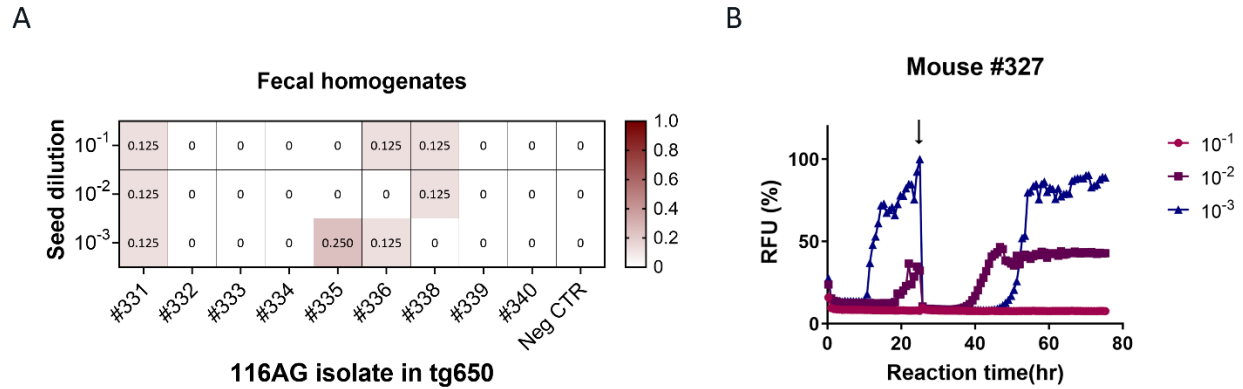 A
Fecal homogenates
Seed dilution
10⁻¹ 0.125 0 0 0 0 0.125 0.125 0 0 0
10⁻² 0.125 0 0 0 0 0 0.125 0 0 0
10⁻³ 0.125 0 0 0 0.250 0.125 0 0 0 0
#331 #332 #333 #334 #335 #336 #338 #339 #340 Neg CTR
1.0
0.8
0.6
0.4
0.2
0
116AG isolate in tg650
B
Mouse #327
RFU (%)
100
50
0
0 20 40 60 80
Reaction time(hr)
10⁻¹
10⁻²
10⁻³